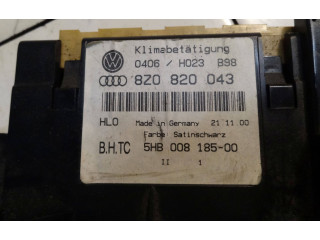 Klimabetätigung
0406 / H023 B98
8Z0 820 043
HLO Made in Germany 21 11 00
Farbe Satinschwarz
B.H.TC 5HB 008 185-00
II 1